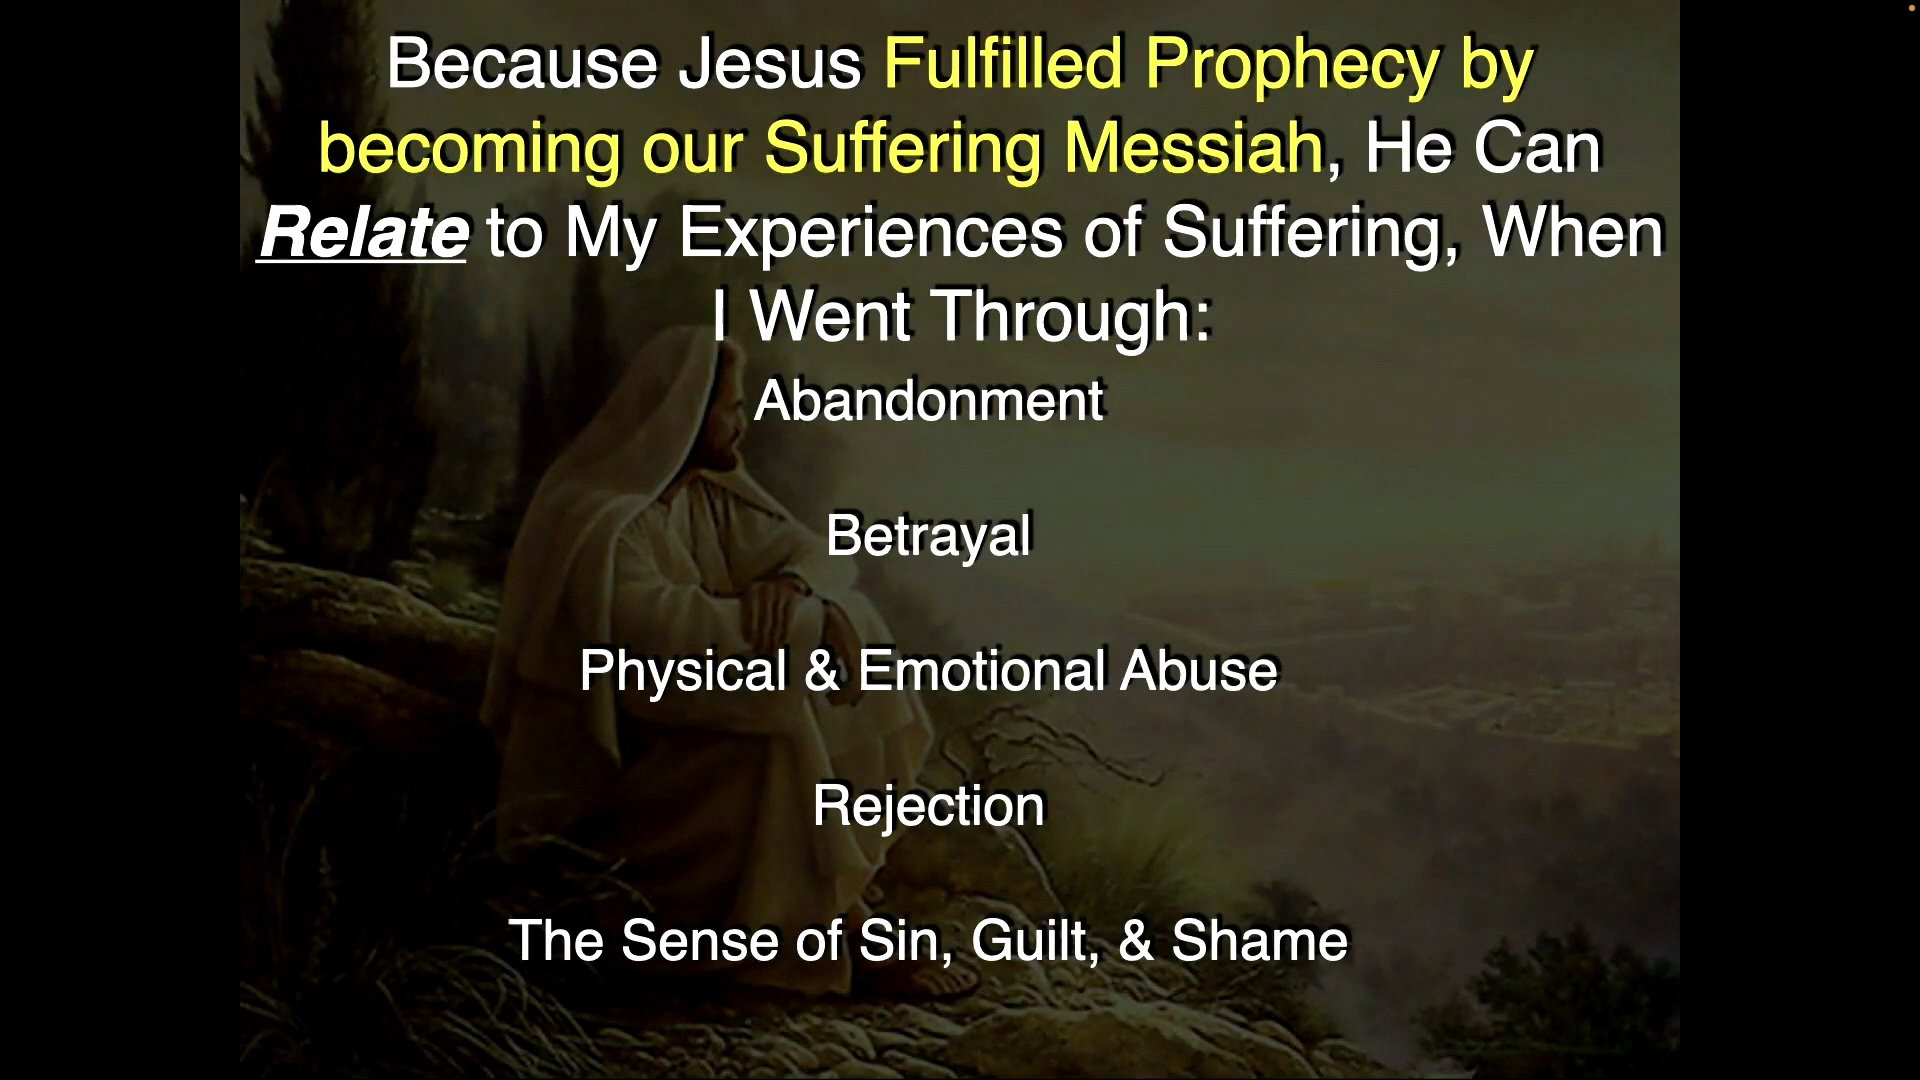 Because Jesus Fulfilled Prophecy by
becoming our Suffering Messiah, He Can
Relate to My Experiences of Suffering, When
I Went Through:
Abandonment
Betrayal
Physical & Emotional Abuse
Rejection
The Sense of Sin, Guilt, & Shame